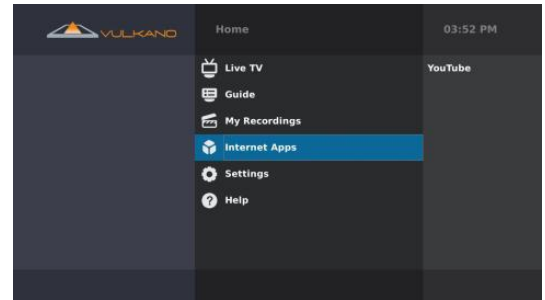 VULKANO
Home
03:52 PM
Live TV
YouTube
Guide
My Recordings
Internet Apps
Settings
Help